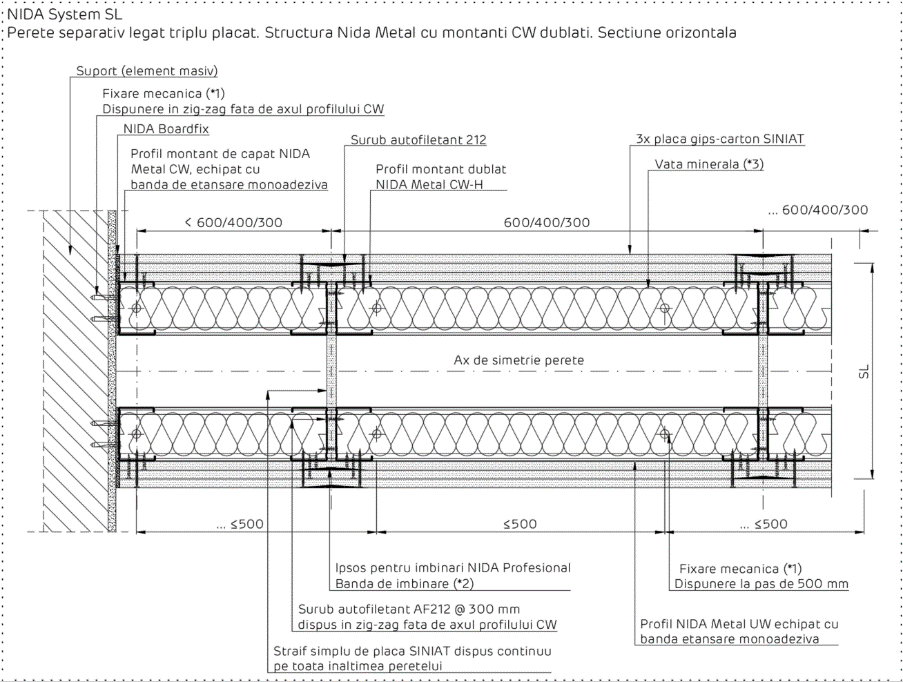 NIDA System SL
Perete separativ legat triplu placat. Structura Nida Metal cu montanti CW dublati. Sectiune orizontala
Suport (element masiv)
Fixare mecanica (*1)
Dispunere in zig-zag fata de axul profilului CW
NIDA Boardfix
Profil montant de capat NIDA
Metal CW, echipat cu
banda de etansare monoadeziva
Surub autofiletant 212
Profil montant dublat
NIDA Metal CW-H
3x placa gips-carton SINIAT
Vata minerala (*3)
< 600/400/300
600/400/300
... 600/400/300
Ax de simetrie perete
SL
... ≤500
≤500
... ≤500
Ipsos pentru imbinari NIDA Profesional
Banda de imbinare (*2)
Surub autofiletant AF212 @ 300 mm
dispus in zig-zag fata de axul profilului CW
Straif simplu de placa SINIAT dispus continuu
pe toata inaltimea peretelui
Fixare mecanica (*1)
Dispunere la pas de 500 mm
Profil NIDA Metal UW echipat cu
banda etansare monoadeziva